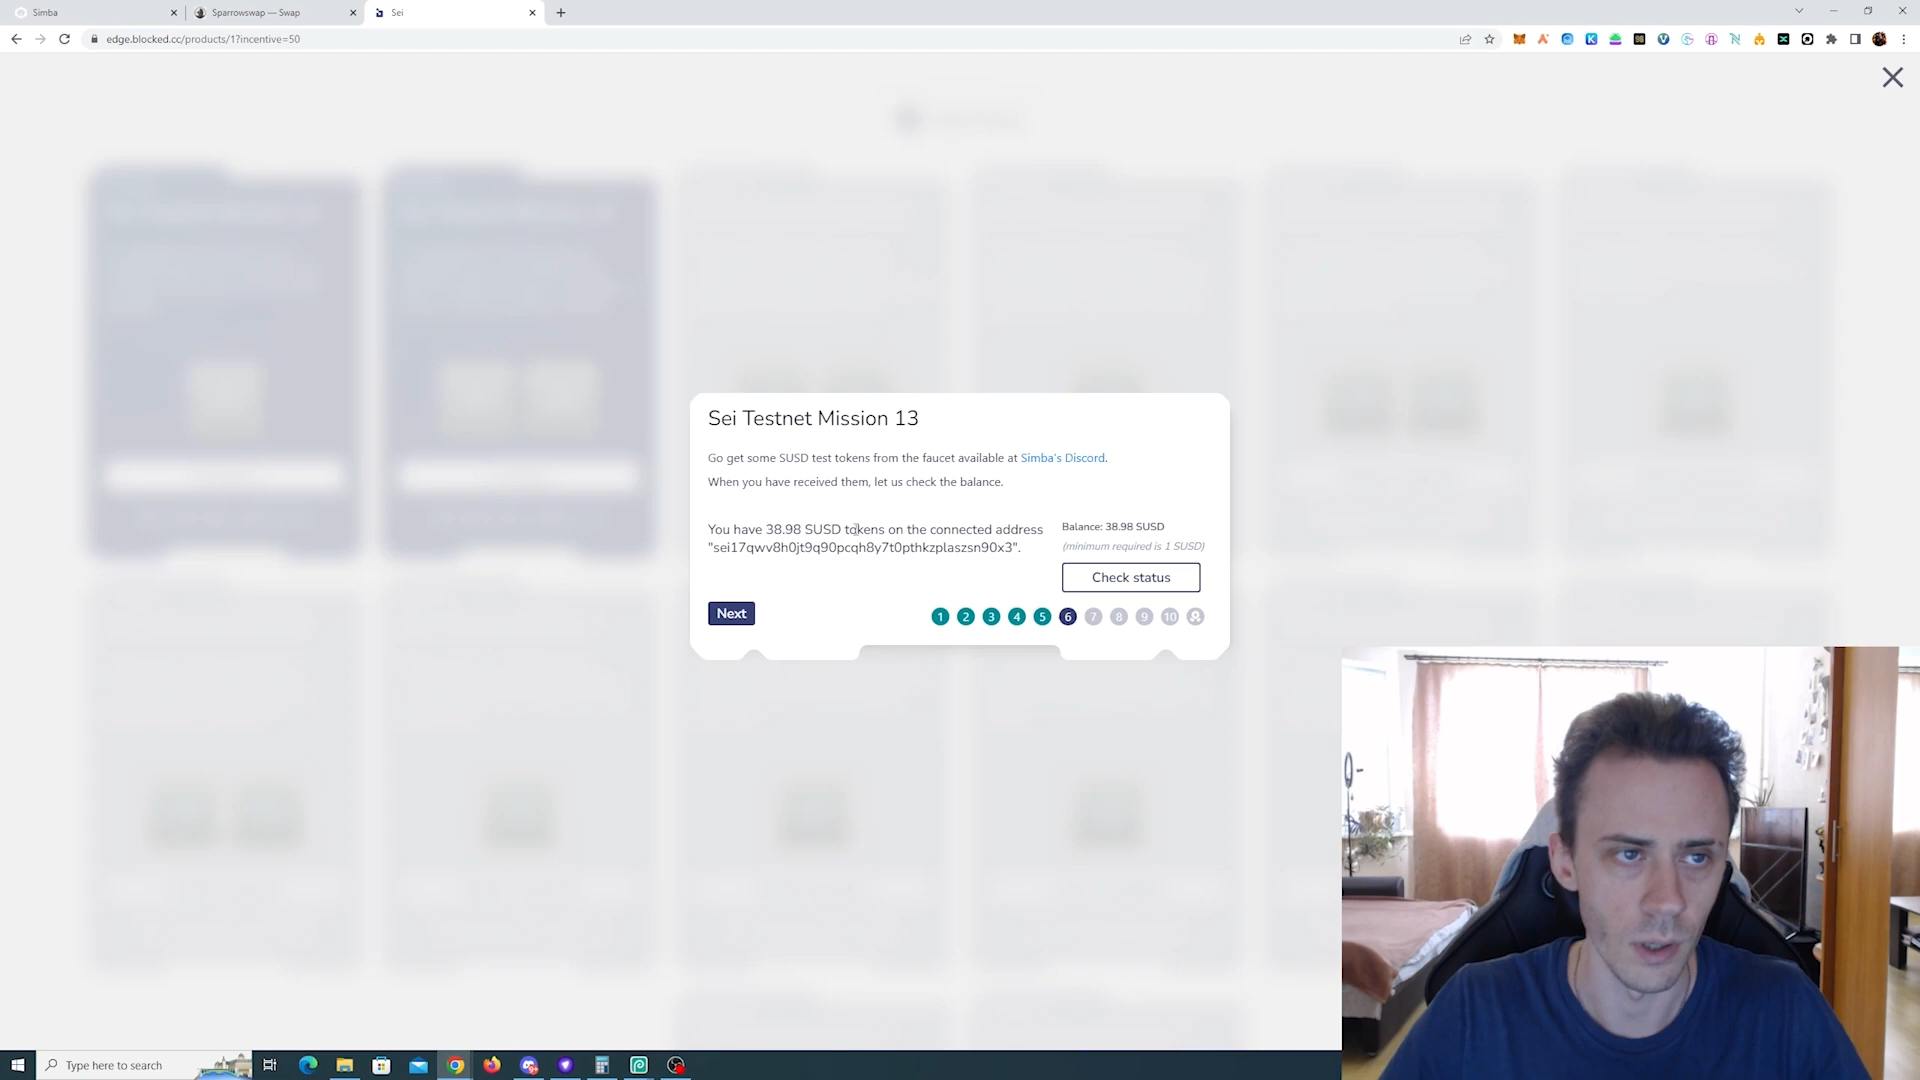 Simba
Sparrowswap — Swap
Sei
edge.blocked.cc/products/1?incentive=50
Sei Testnet Mission 13
Go get some SUSD test tokens from the faucet available at Simba's Discord.
When you have received them, let us check the balance.
You have 38.98 SUSD tokens on the connected address
"sei17qwv8h0jt9q90pcqh8y7t0pthkzplaszsn90x3".
Balance: 38.98 SUSD
(minimum required is 1 SUSD)
Check status
Next
1 2 3 4 5 6 7 8 9 10
Type here to search